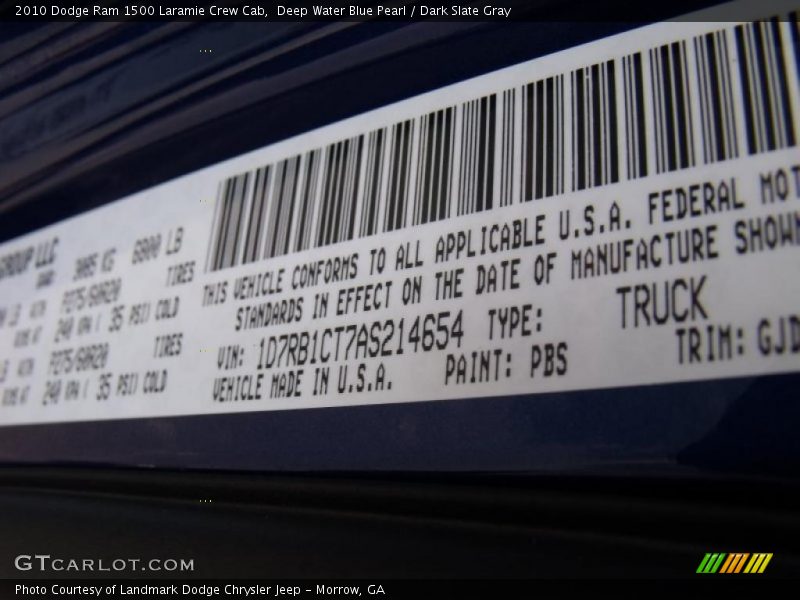 2010 Dodge Ram 1500 Laramie Crew Cab,  Deep Water Blue Pearl / Dark Slate Gray
GROUP LLC
3085 KG 6800 LB
TIRES
P275/60R20
240 KPA ( 35 PSI) COLD
P275/60R20 TIRES
240 KPA ( 35 PSI) COLD
THIS VEHICLE CONFORMS TO ALL APPLICABLE U.S.A. FEDERAL MOT
STANDARDS IN EFFECT ON THE DATE OF MANUFACTURE SHOWN
VIN: 1D7RB1CT7AS214654 TYPE: TRUCK
VEHICLE MADE IN U.S.A. PAINT: PBS TRIM: GJD
GTCARLOT.COM
Photo Courtesy of Landmark Dodge Chrysler Jeep - Morrow, GA